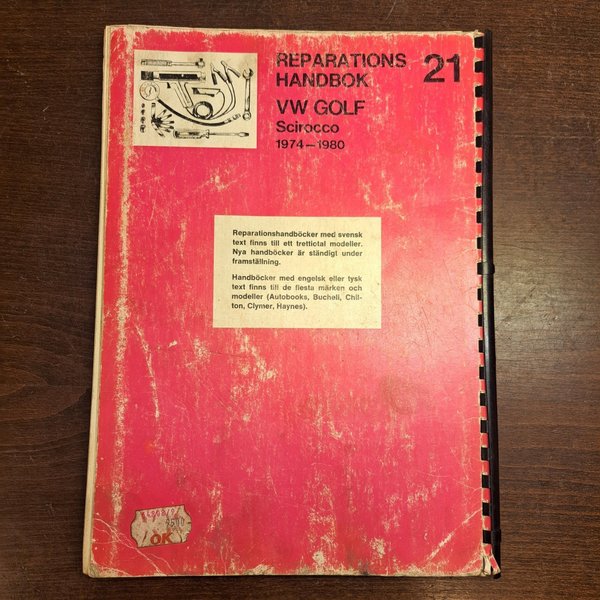 REPARATIONS
HANDBOK
21
VW GOLF
Scirocco
1974–1980
Reparationshandböcker med svensk
text finns till ett trettiotal modeller.
Nya handböcker är ständigt under
framställning.
Handböcker med engelsk eller tysk
text finns till de flesta märken och
modeller (Autobooks, Bucheli, Chil-
ton, Clymer, Haynes).
ÖK